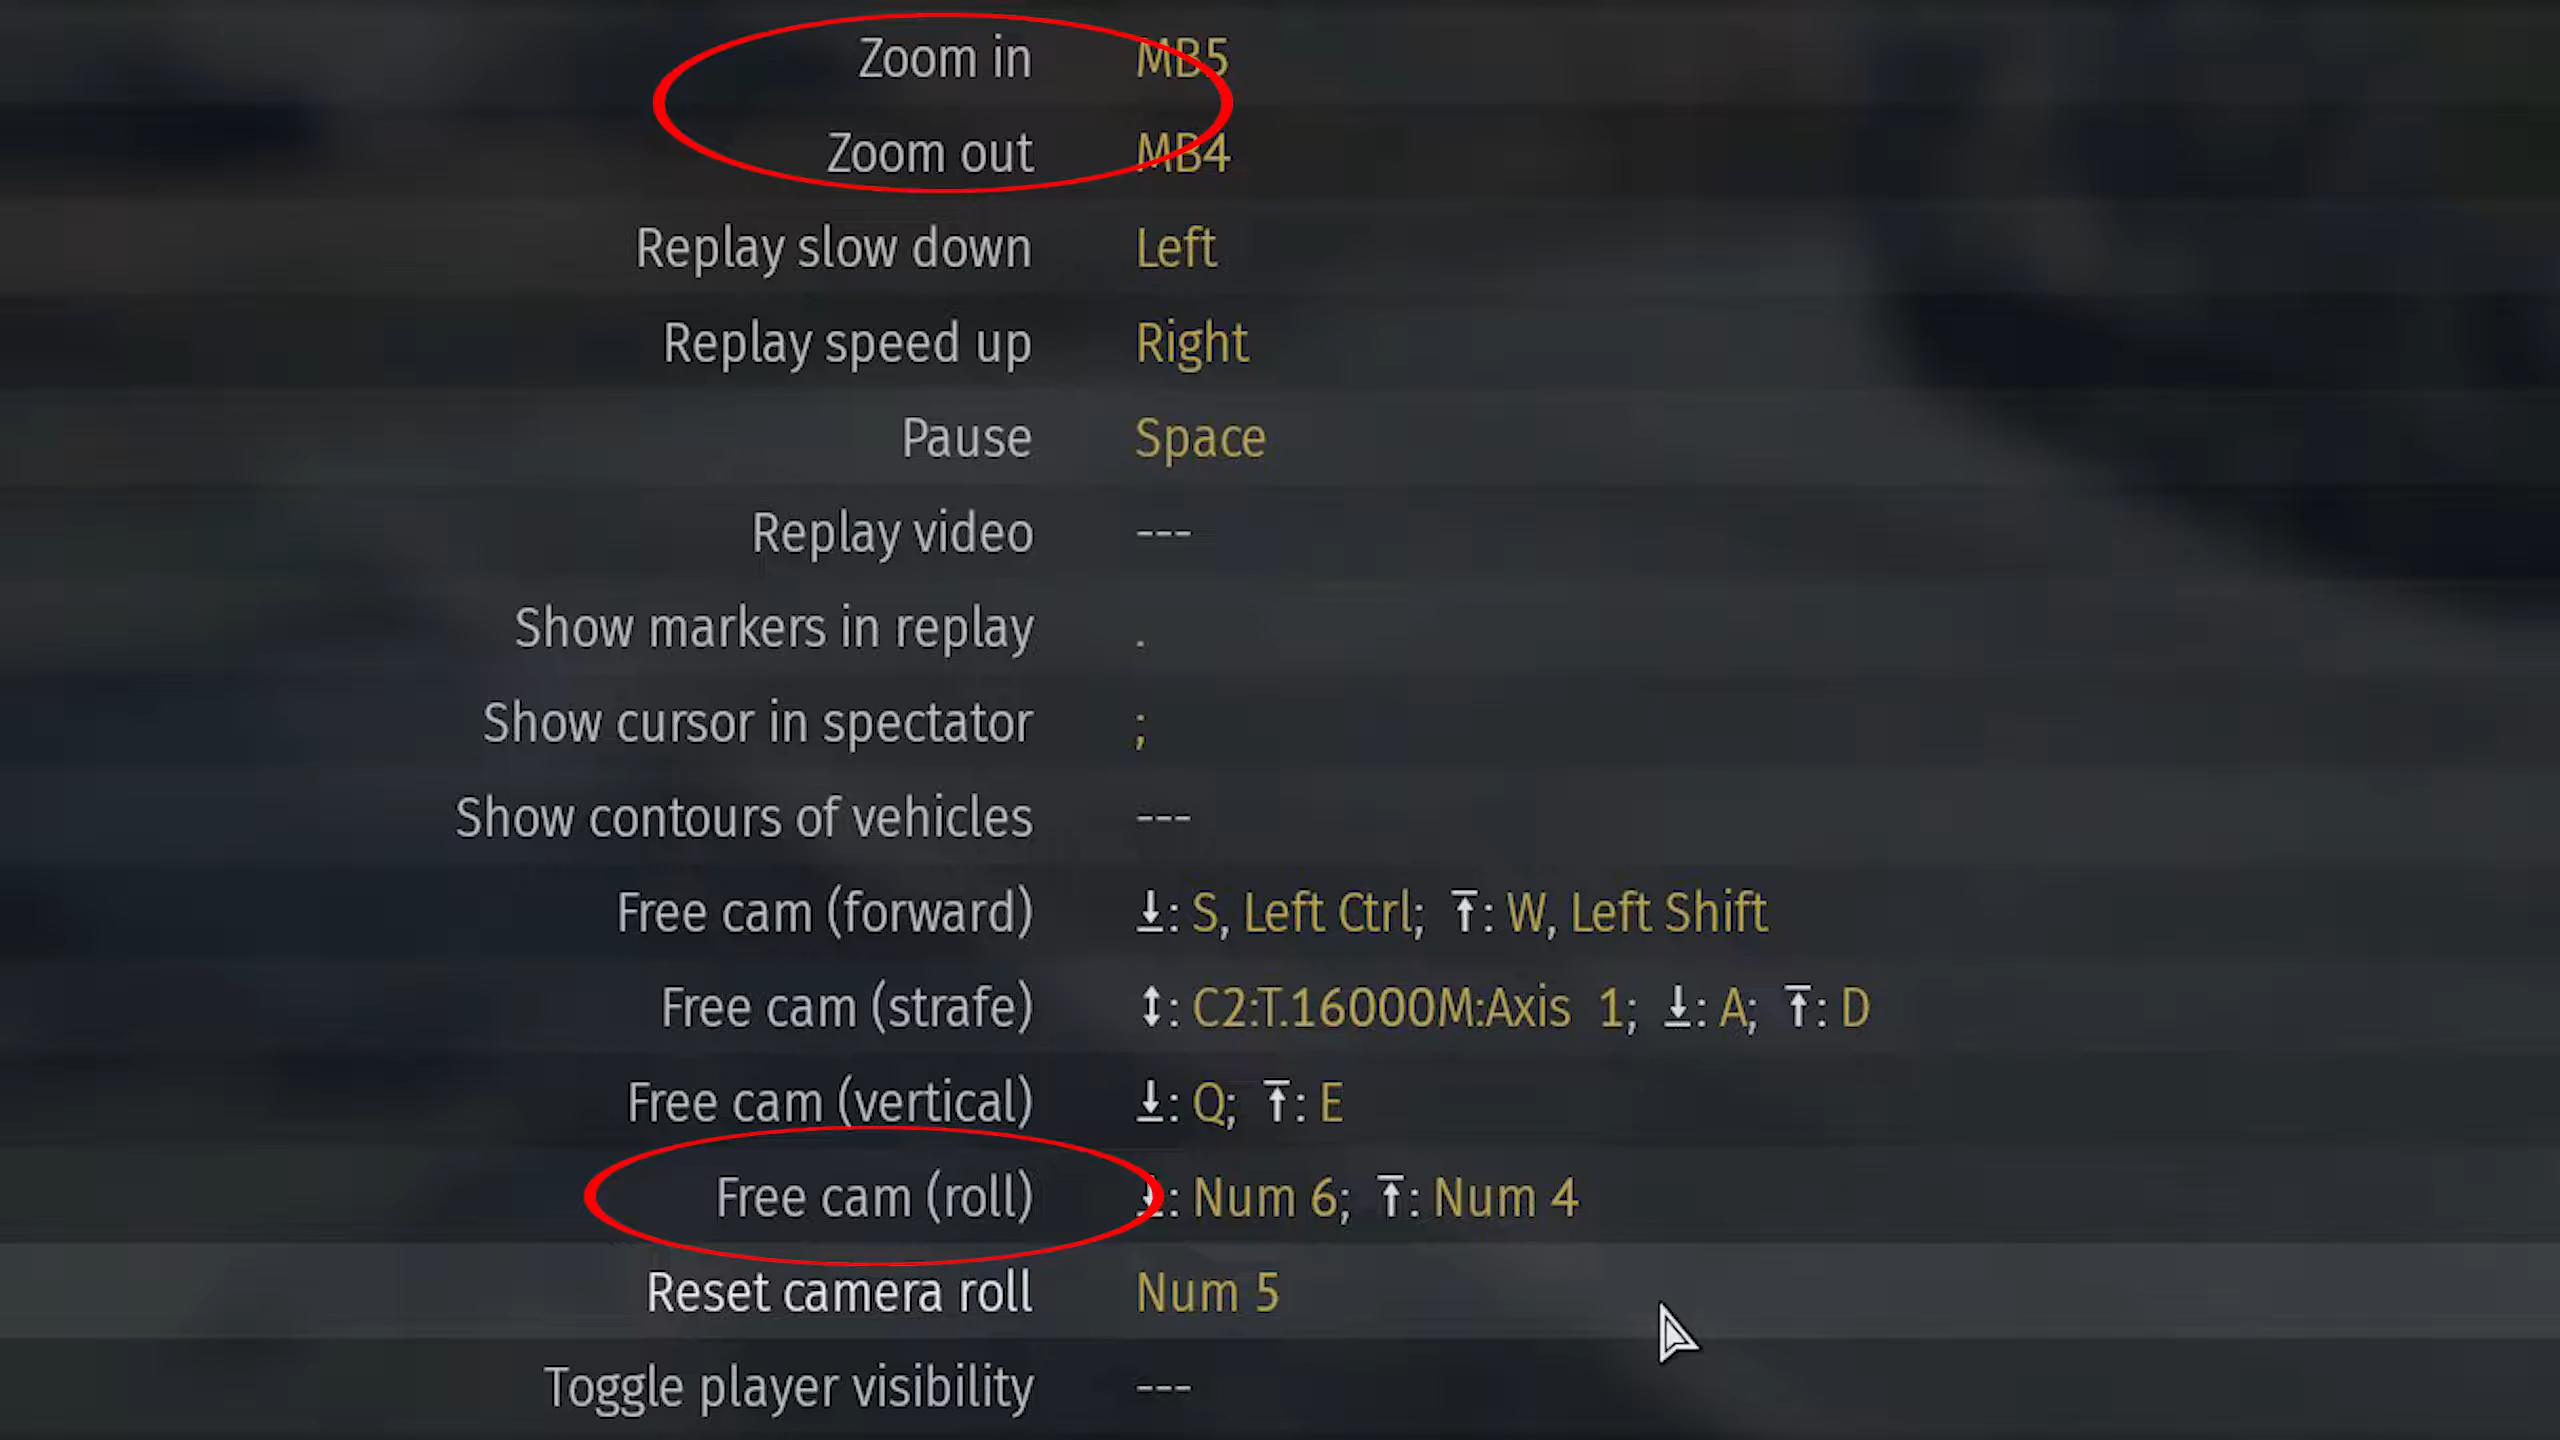 Zoom in MB5
Zoom out MB4
Replay slow down Left
Replay speed up Right
Pause Space
Replay video ---
Show markers in replay .
Show cursor in spectator ;
Show contours of vehicles ---
Free cam (forward) ↓: S, Left Ctrl; ↑: W, Left Shift
Free cam (strafe) ↕: C2:T.16000M:Axis 1; ↓: A; ↑: D
Free cam (vertical) ↓: Q; ↑: E
Free cam (roll) ↓: Num 6; ↑: Num 4
Reset camera roll Num 5
Toggle player visibility ---